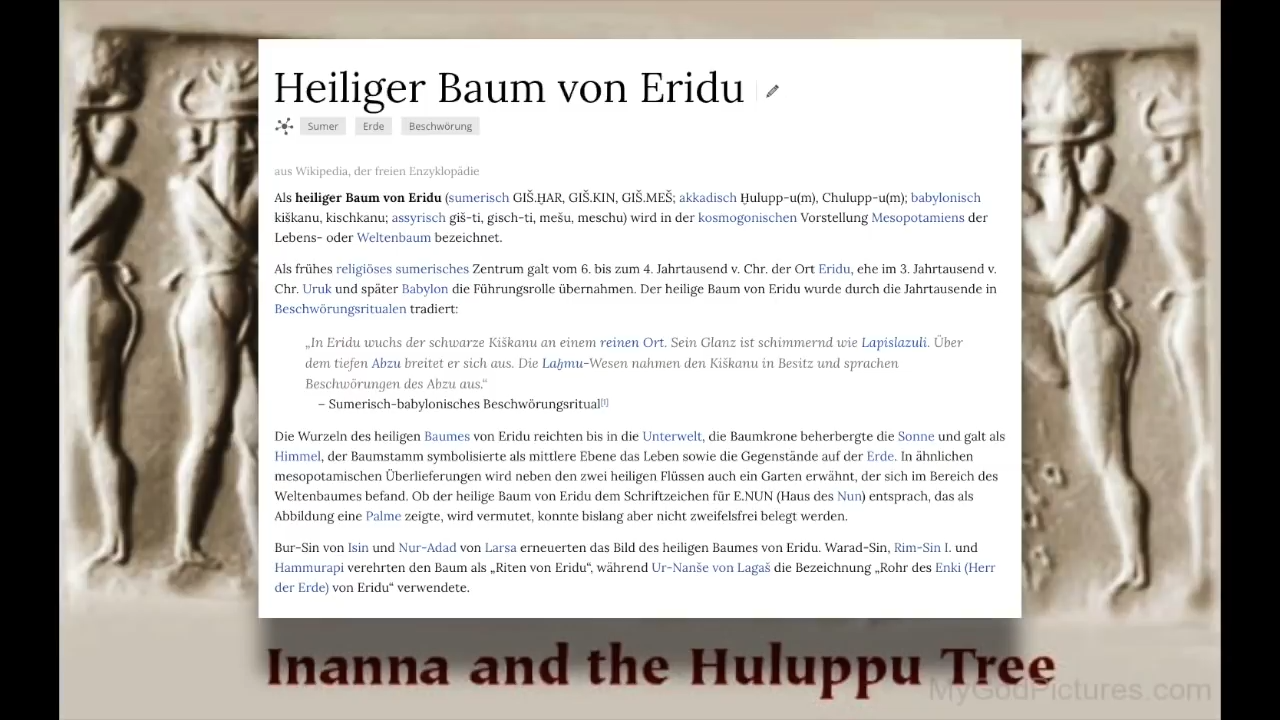 Heiliger Baum von Eridu
Sumer Erde Beschwörung
aus Wikipedia, der freien Enzyklopädie
Als heiliger Baum von Eridu (sumerisch GIŠ.ḪAR, GIŠ.KIN, GIŠ.MEŠ; akkadisch Ḫulupp-u(m), Chulupp-u(m); babylonisch
kiškanu, kischkanu; assyrisch giš-ti, gisch-ti, mešu, meschu) wird in der kosmogonischen Vorstellung Mesopotamiens der
Lebens- oder Weltenbaum bezeichnet.
Als frühes religiöses sumerisches Zentrum galt vom 6. bis zum 4. Jahrtausend v. Chr. der Ort Eridu, ehe im 3. Jahrtausend v.
Chr. Uruk und später Babylon die Führungsrolle übernahmen. Der heilige Baum von Eridu wurde durch die Jahrtausende in
Beschwörungsritualen tradiert:
„In Eridu wuchs der schwarze Kiškanu an einem reinen Ort. Sein Glanz ist schimmernd wie Lapislazuli. Über
dem tiefen Abzu breitet er sich aus. Die Laḫmu-Wesen nahmen den Kiškanu in Besitz und sprachen
Beschwörungen des Abzu aus.“
– Sumerisch-babylonisches Beschwörungsritual[1]
Die Wurzeln des heiligen Baumes von Eridu reichten bis in die Unterwelt, die Baumkrone beherbergte die Sonne und galt als
Himmel, der Baumstamm symbolisierte als mittlere Ebene das Leben sowie die Gegenstände auf der Erde. In ähnlichen
mesopotamischen Überlieferungen wird neben den zwei heiligen Flüssen auch ein Garten erwähnt, der sich im Bereich des
Weltenbaumes befand. Ob der heilige Baum von Eridu dem Schriftzeichen für E.NUN (Haus des Nun) entsprach, das als
Abbildung eine Palme zeigte, wird vermutet, konnte bislang aber nicht zweifelsfrei belegt werden.
Bur-Sin von Isin und Nur-Adad von Larsa erneuerten das Bild des heiligen Baumes von Eridu. Warad-Sin, Rim-Sin I. und
Hammurapi verehrten den Baum als „Riten von Eridu“, während Ur-Nanše von Lagaš die Bezeichnung „Rohr des Enki (Herr
der Erde) von Eridu“ verwendete.
Inanna and the Huluppu Tree
MyGodPictures.com